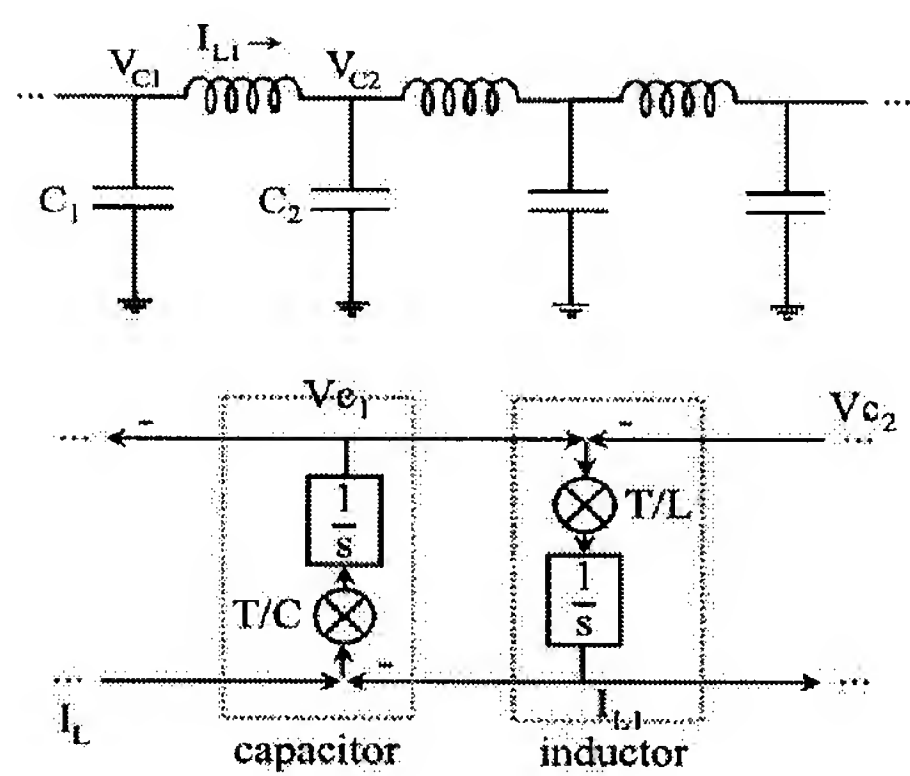 I_L1 →
V_C1 V_C2
... ...
C_1 C_2
Vc_1 Vc_2
... - - ...
1/s T/L
T/C 1/s
... - ...
I_L I_L1
capacitor inductor